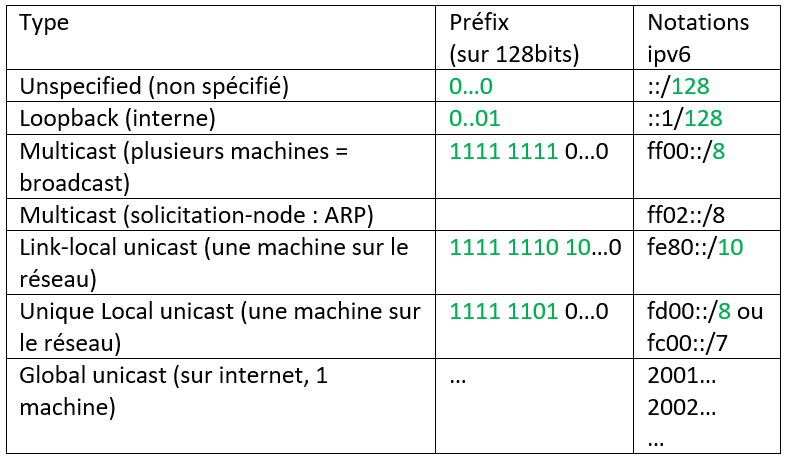 Type
Préfix
(sur 128bits)
Notations
ipv6
Unspecified (non spécifié)
0...0
::/128
Loopback (interne)
0..01
::1/128
Multicast (plusieurs machines =
broadcast)
1111 1111 0...0
ff00::/8
Multicast (solicitation-node : ARP)
ff02::/8
Link-local unicast (une machine sur le
réseau)
1111 1110 10...0
fe80::/10
Unique Local unicast (une machine sur
le réseau)
1111 1101 0...0
fd00::/8 ou
fc00::/7
Global unicast (sur internet, 1
machine)
...
2001...
2002...
...